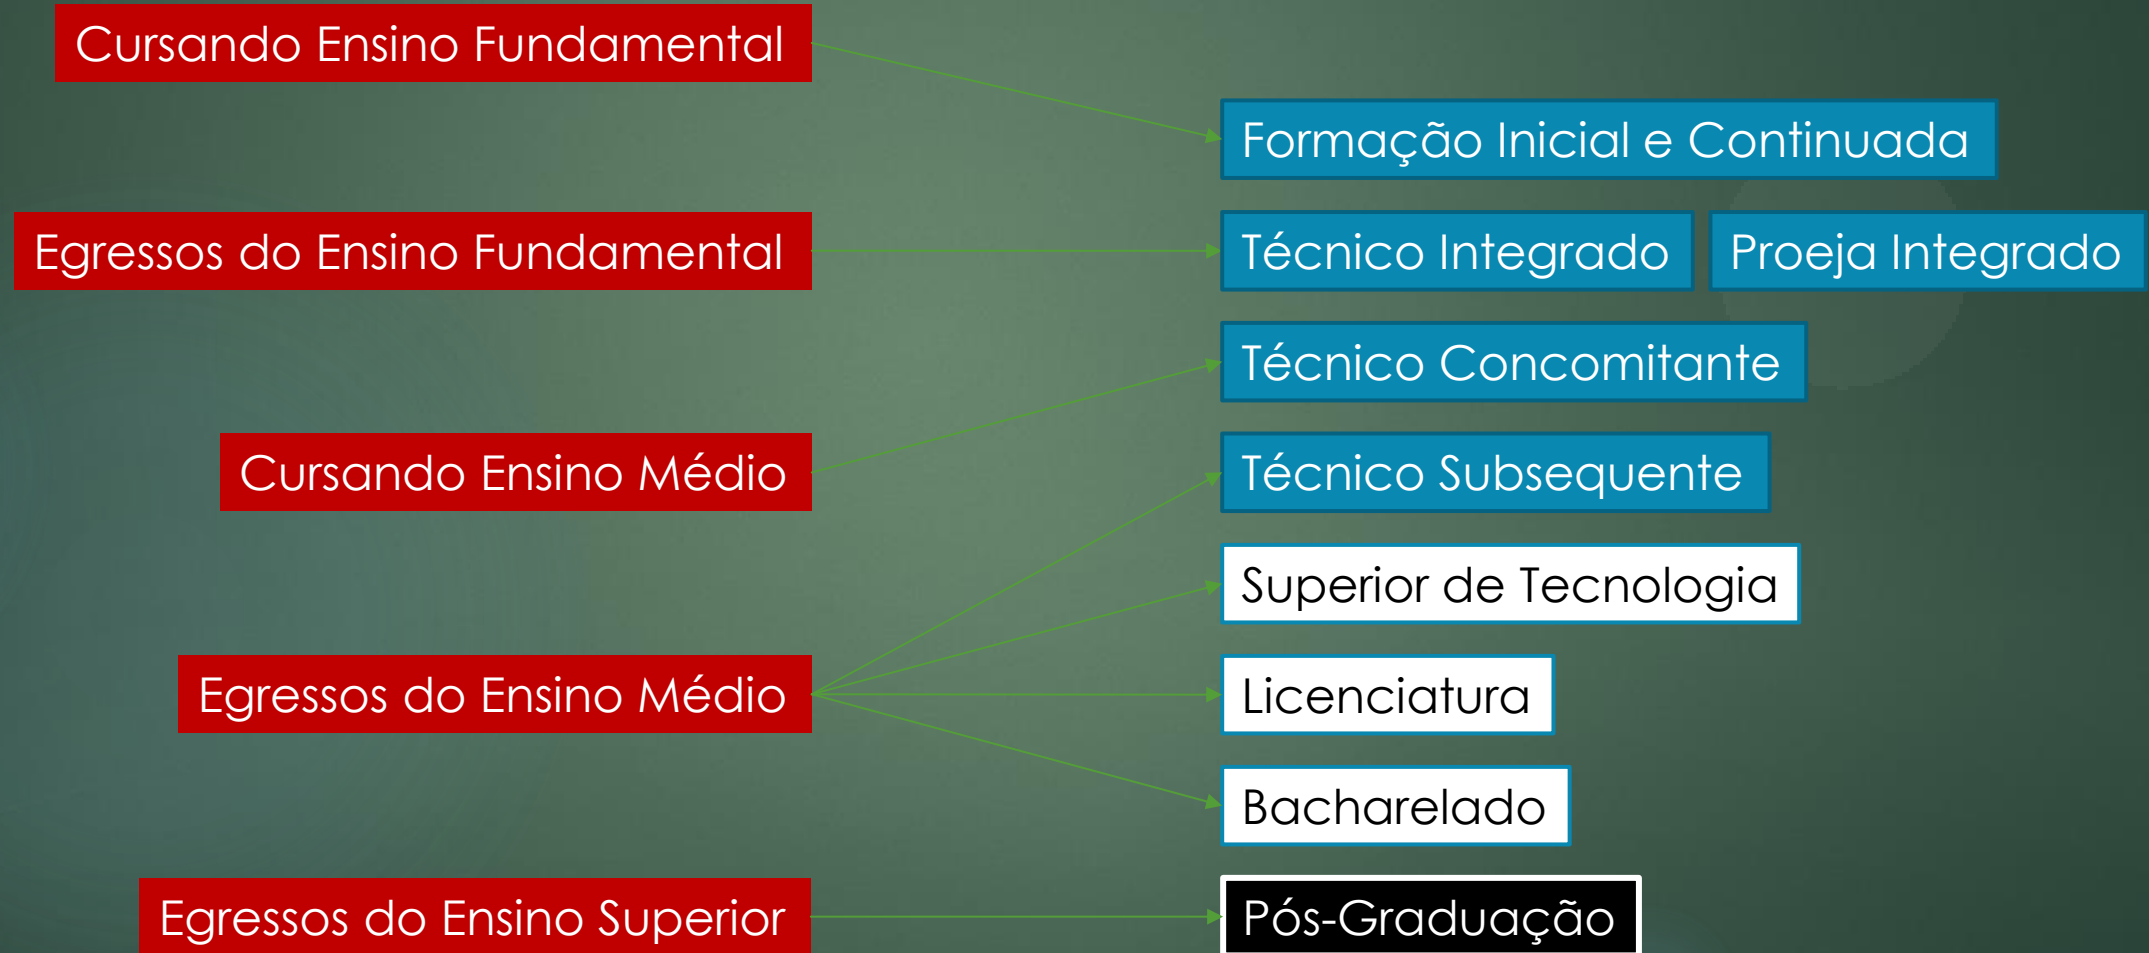 Cursando Ensino Fundamental
Formação Inicial e Continuada
Egressos do Ensino Fundamental
Técnico Integrado
Proeja Integrado
Técnico Concomitante
Cursando Ensino Médio
Técnico Subsequente
Superior de Tecnologia
Egressos do Ensino Médio
Licenciatura
Bacharelado
Egressos do Ensino Superior
Pós-Graduação